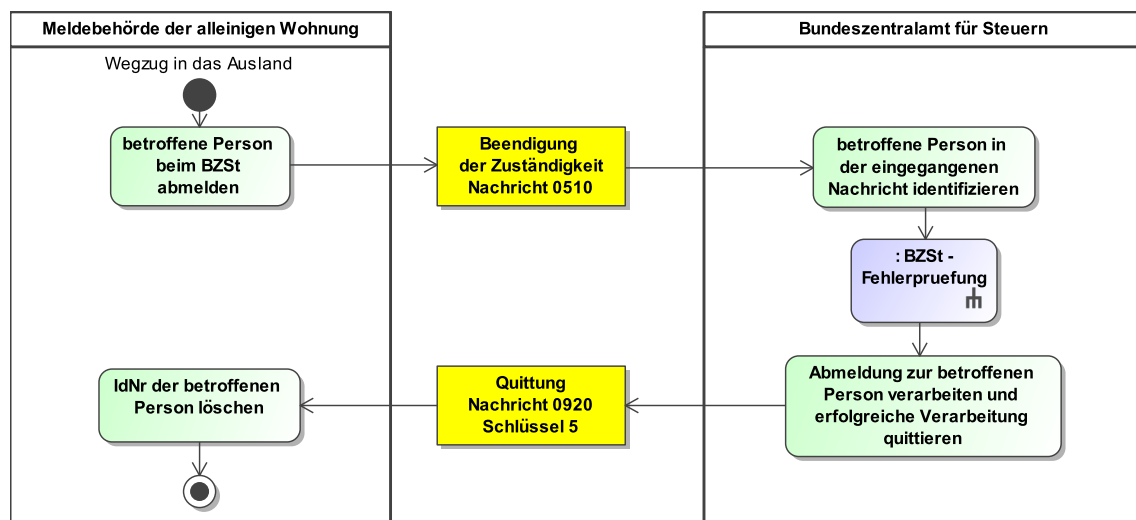 Meldebehörde der alleinigen Wohnung
Bundeszentralamt für Steuern
Wegzug in das Ausland
betroffene Person
beim BZSt
abmelden
Beendigung
der Zuständigkeit
Nachricht 0510
betroffene Person in
der eingegangenen
Nachricht identifizieren
: BZSt -
Fehlerpruefung
Abmeldung zur betroffenen
Person verarbeiten und
erfolgreiche Verarbeitung
quittieren
Quittung
Nachricht 0920
Schlüssel 5
IdNr der betroffenen
Person löschen